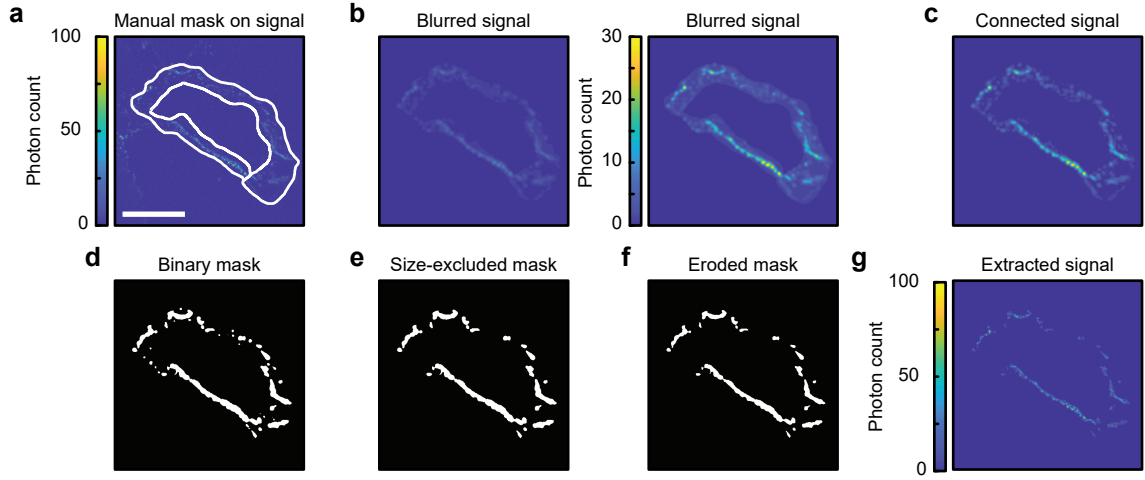 a
Manual mask on signal
b
Blurred signal
Blurred signal
c
Connected signal
100
50
0
Photon count
30
20
10
0
Photon count
d
Binary mask
e
Size-excluded mask
f
Eroded mask
g
Extracted signal
100
50
0
Photon count